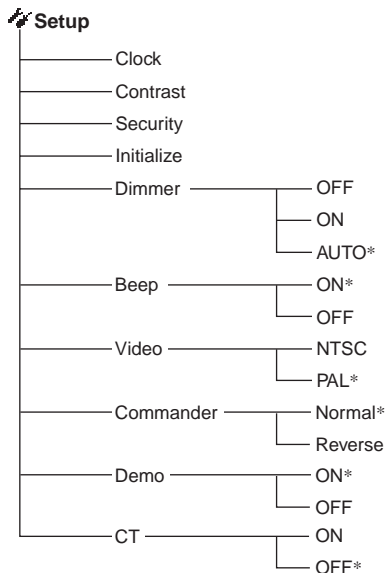 Setup
Clock
Contrast
Security
Initialize
Dimmer
OFF
ON
AUTO*
Beep
ON*
OFF
Video
NTSC
PAL*
Commander
Normal*
Reverse
Demo
ON*
OFF
CT
ON
OFF*